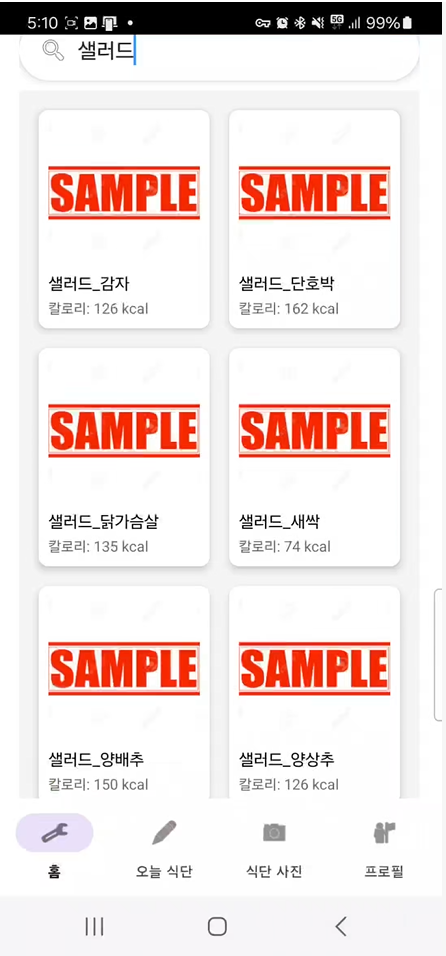 5:10
5G
99%
샐러드
SAMPLE
SAMPLE
샐러드_감자
샐러드_단호박
칼로리: 126 kcal
칼로리: 162 kcal
SAMPLE
SAMPLE
샐러드_닭가슴살
샐러드_새싹
칼로리: 135 kcal
칼로리: 74 kcal
SAMPLE
SAMPLE
샐러드_양배추
샐러드_양상추
칼로리: 150 kcal
칼로리: 126 kcal
홈
오늘 식단
식단 사진
프로필